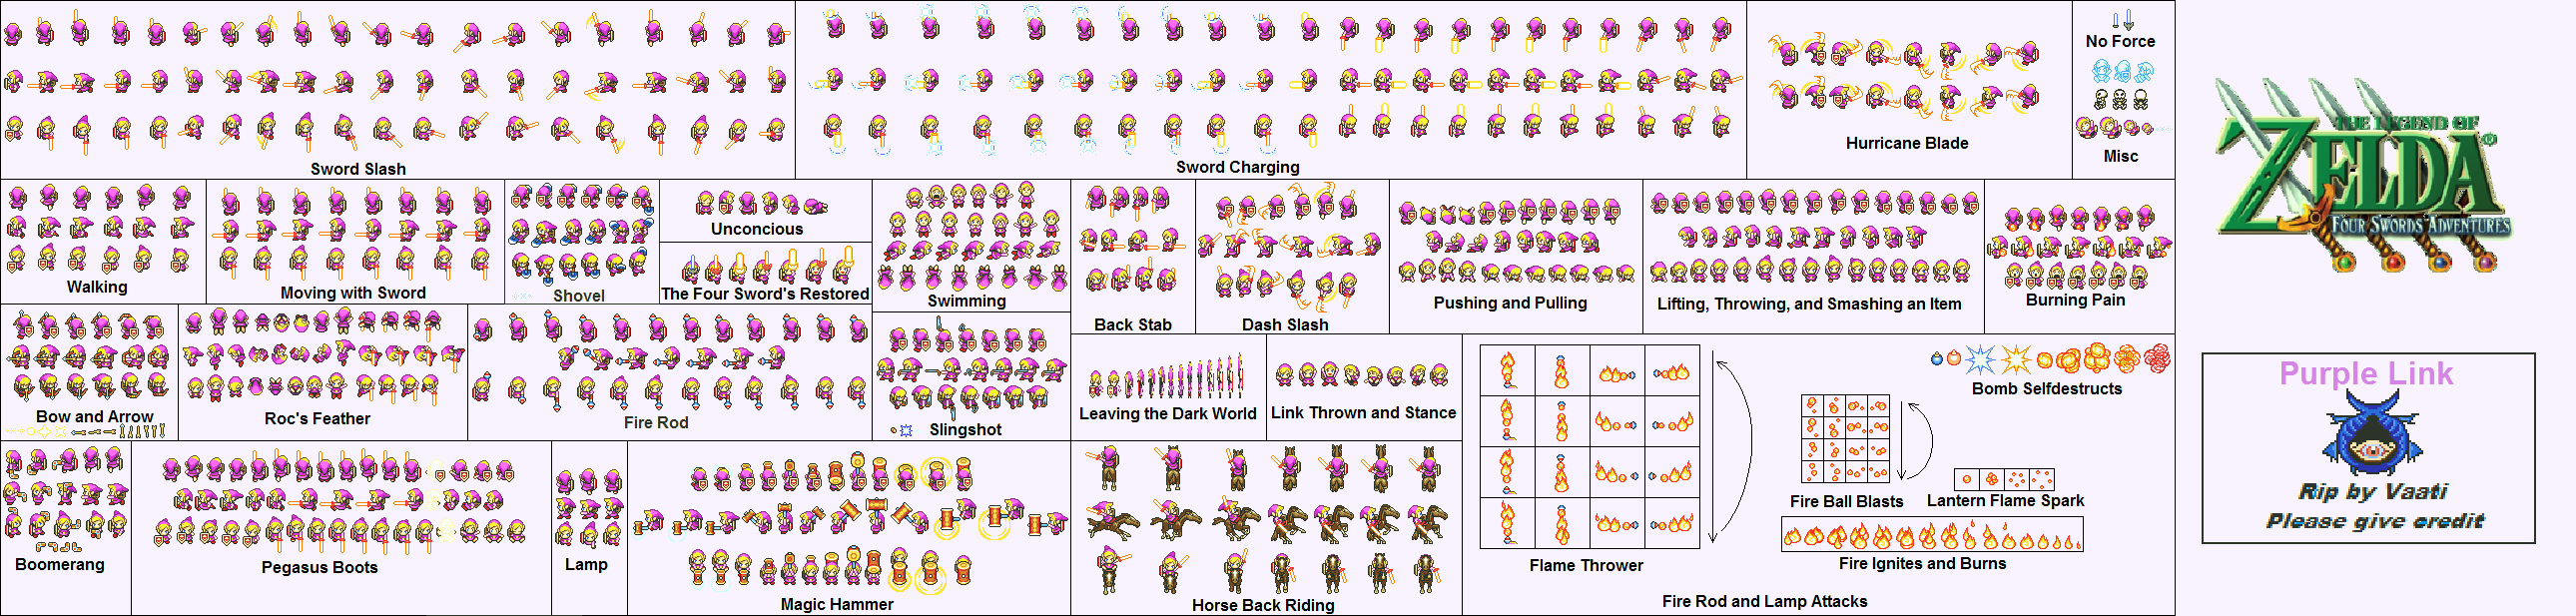 Sword Slash
Sword Charging
Hurricane Blade
No Force
Misc
THE LEGEND OF
ZELDA®
FOUR SWORDS ADVENTURES
Walking
Moving with Sword
Shovel
Unconcious
The Four Sword's Restored
Swimming
Back Stab
Dash Slash
Pushing and Pulling
Lifting, Throwing, and Smashing an Item
Burning Pain
Bow and Arrow
Roc's Feather
Fire Rod
Slingshot
Leaving the Dark World
Link Thrown and Stance
Bomb Selfdestructs
Fire Ball Blasts
Lantern Flame Spark
Flame Thrower
Fire Ignites and Burns
Fire Rod and Lamp Attacks
Boomerang
Pegasus Boots
Lamp
Magic Hammer
Horse Back Riding
Purple Link
Rip by Vaati
Please give credit